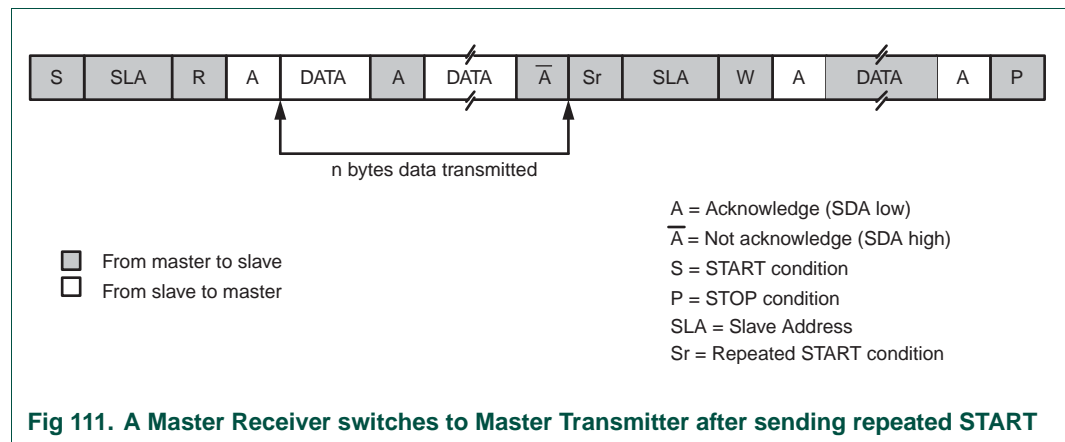 S SLA R A DATA A DATA A̅ Sr SLA W A DATA A P
n bytes data transmitted
A = Acknowledge (SDA low)
A̅ = Not acknowledge (SDA high)
From master to slave
S = START condition
From slave to master
P = STOP condition
SLA = Slave Address
Sr = Repeated START condition
Fig 111. A Master Receiver switches to Master Transmitter after sending repeated START